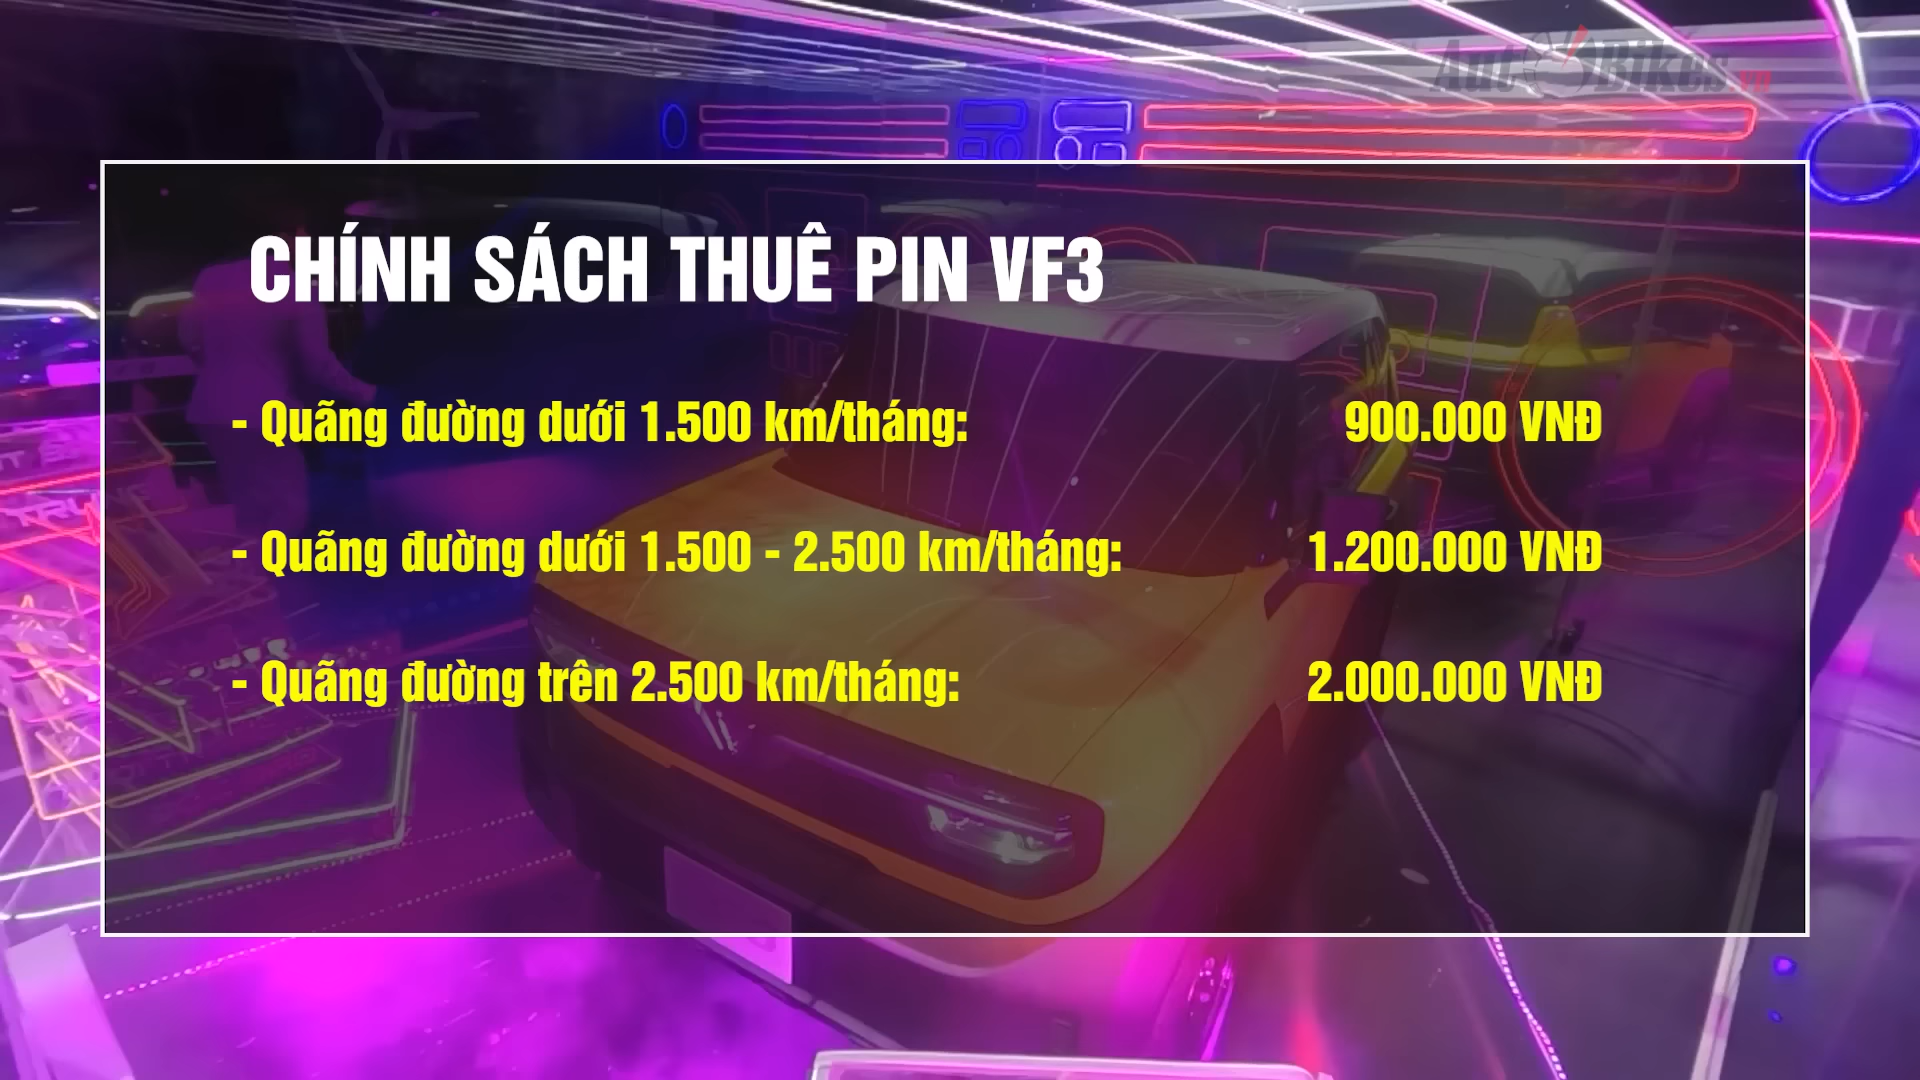 AutoBikes.vn
CHÍNH SÁCH THUÊ PIN VF3
- Quãng đường dưới 1.500 km/tháng: 900.000 VNĐ
- Quãng đường dưới 1.500 - 2.500 km/tháng: 1.200.000 VNĐ
- Quãng đường trên 2.500 km/tháng: 2.000.000 VNĐ